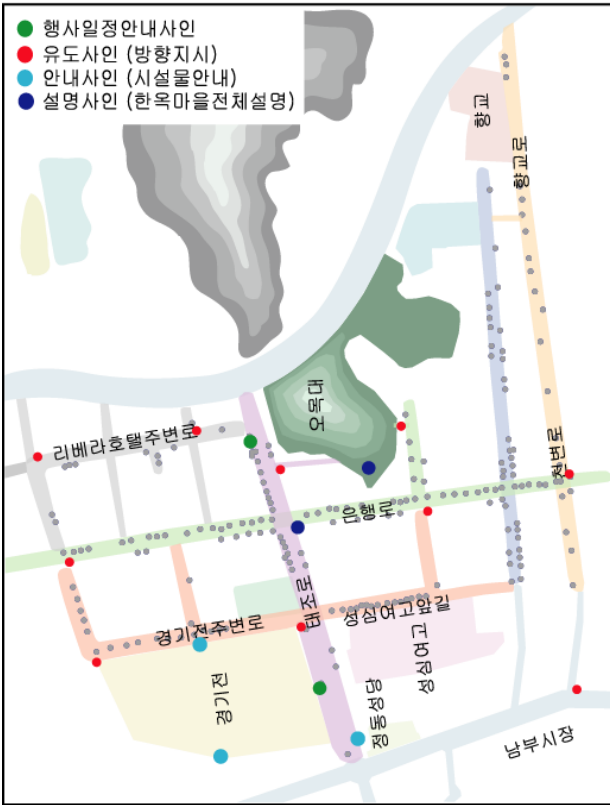 행사일정안내사인
유도사인 (방향지시)
안내사인 (시설물안내)
설명사인 (한옥마을전체설명)
향교
향교로
오목대
리베라호탤주변로
천변로
은행로
태조로
성심여고앞길
경기전주변로
성심여고
경기전
정동성당
남부시장